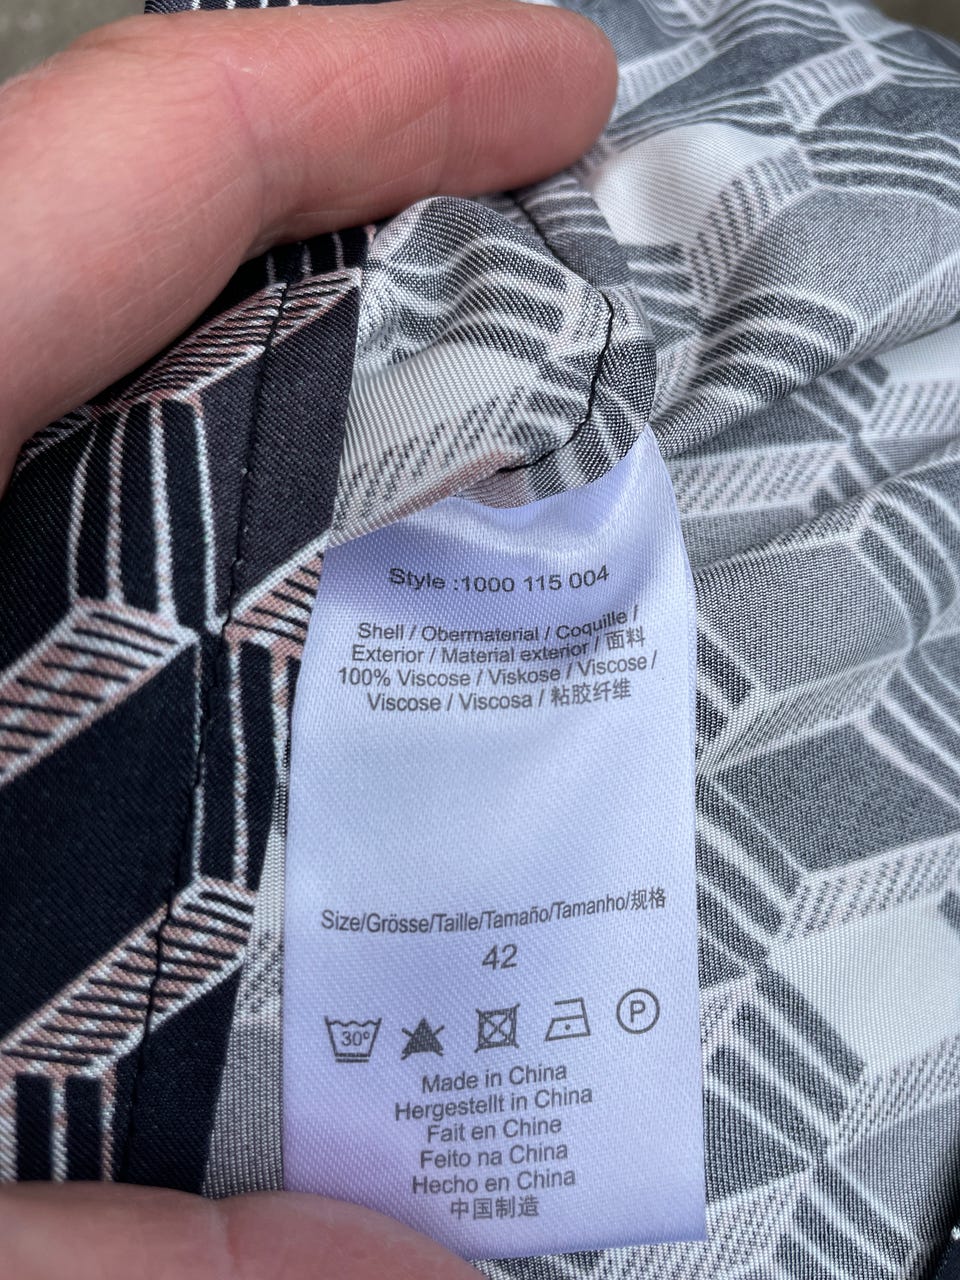 Style :1000 115 004
Shell / Obermaterial / Coquille /
Exterior / Material exterior / 面料
100% Viscose / Viskose / Viscose /
Viscose / Viscosa / 粘胶纤维
Size/Grösse/Taille/Tamaño/Tamanho/规格
42
30° P
Made in China
Hergestellt in China
Fait en Chine
Feito na China
Hecho en China
中国制造